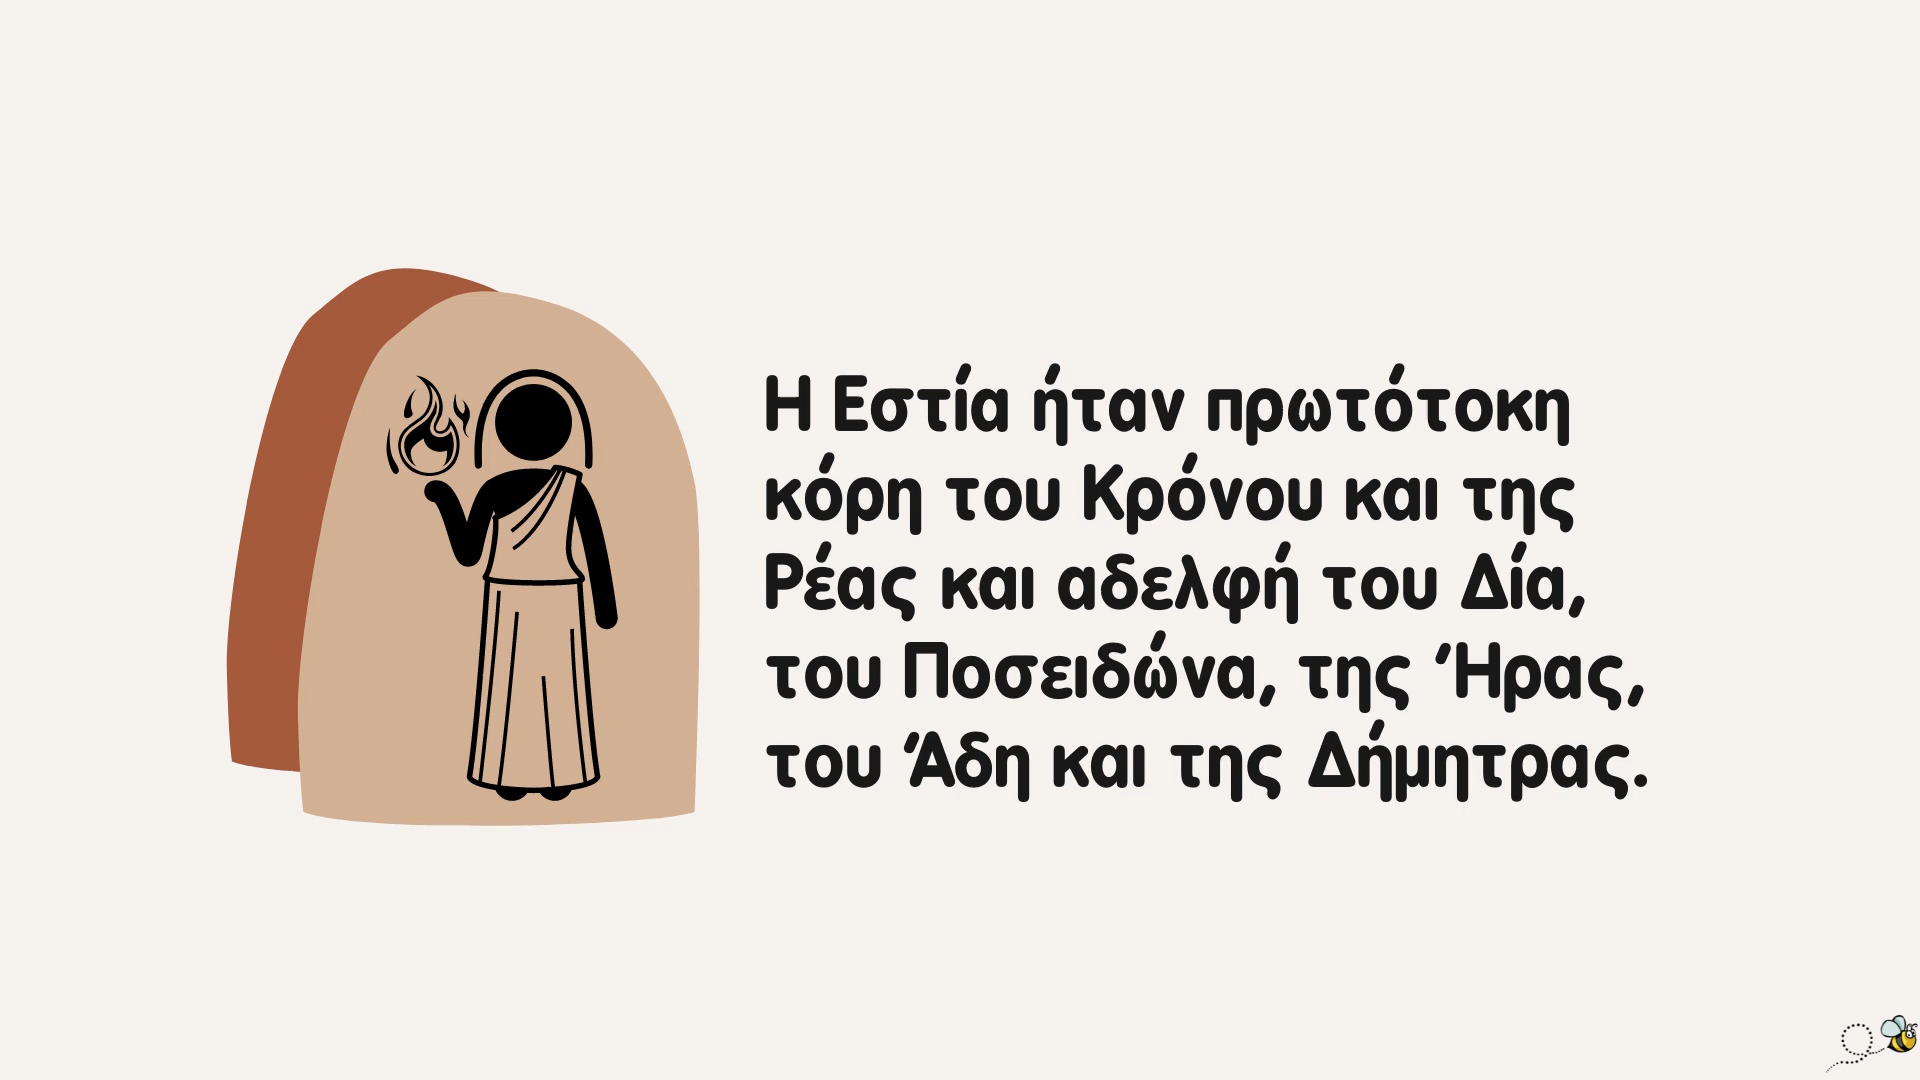 Η Εστία ήταν πρωτότοκη
κόρη του Κρόνου και της
Ρέας και αδελφή του Δία,
του Ποσειδώνα, της Ήρας,
του Άδη και της Δήμητρας.